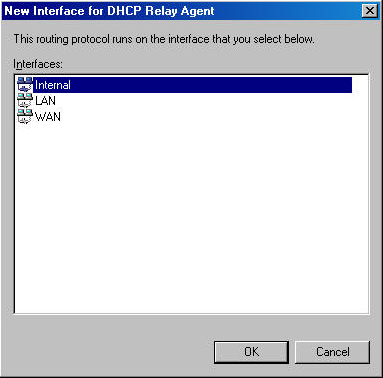 New Interface for DHCP Relay Agent
This routing protocol runs on the interface that you select below.
Interfaces:
Internal
LAN
WAN
OK
Cancel